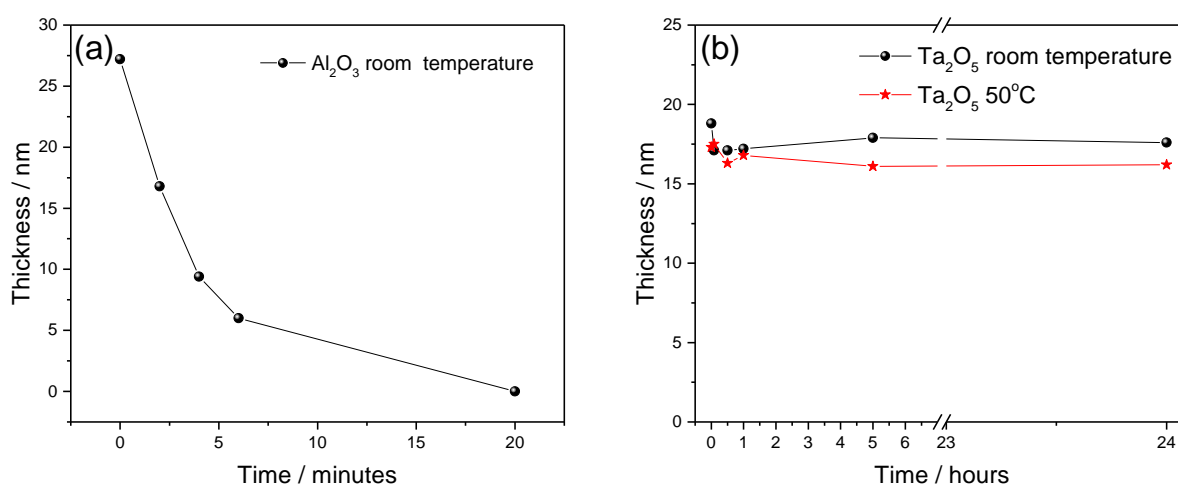 (a)
Al₂O₃ room temperature
30
25
20
15
10
5
0
Thickness / nm
0 5 10 15 20
Time / minutes
(b)
Ta₂O₅ room temperature
Ta₂O₅ 50°C
25
20
15
10
5
0
Thickness / nm
0 1 2 3 4 5 6 23 24
Time / hours